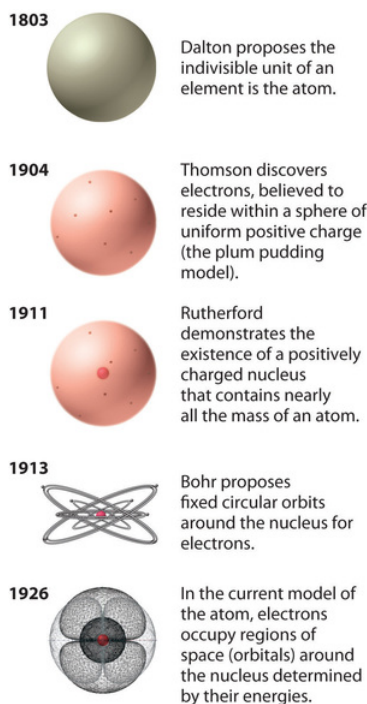 1803
Dalton proposes the
indivisible unit of an
element is the atom.
1904
Thomson discovers
electrons, believed to
reside within a sphere of
uniform positive charge
(the plum pudding
model).
1911
Rutherford
demonstrates the
existence of a positively
charged nucleus
that contains nearly
all the mass of an atom.
1913
Bohr proposes
fixed circular orbits
around the nucleus for
electrons.
1926
In the current model of
the atom, electrons
occupy regions of
space (orbitals) around
the nucleus determined
by their energies.